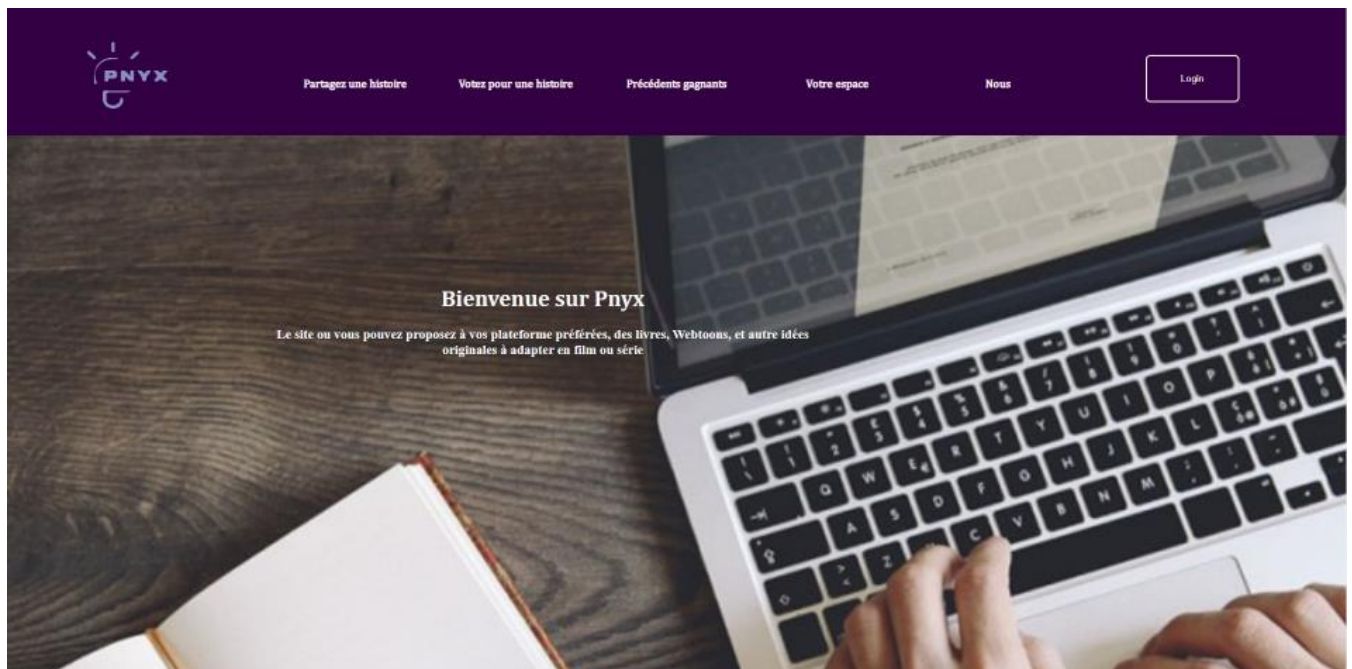 PNYX
Partagez une histoire
Votez pour une histoire
Précédents gagnants
Votre espace
Nous
Login
Bienvenue sur Pnyx
Le site ou vous pouvez proposez à vos plateforme préférées, des livres, Webtoons, et autre idées
originales à adapter en film ou série